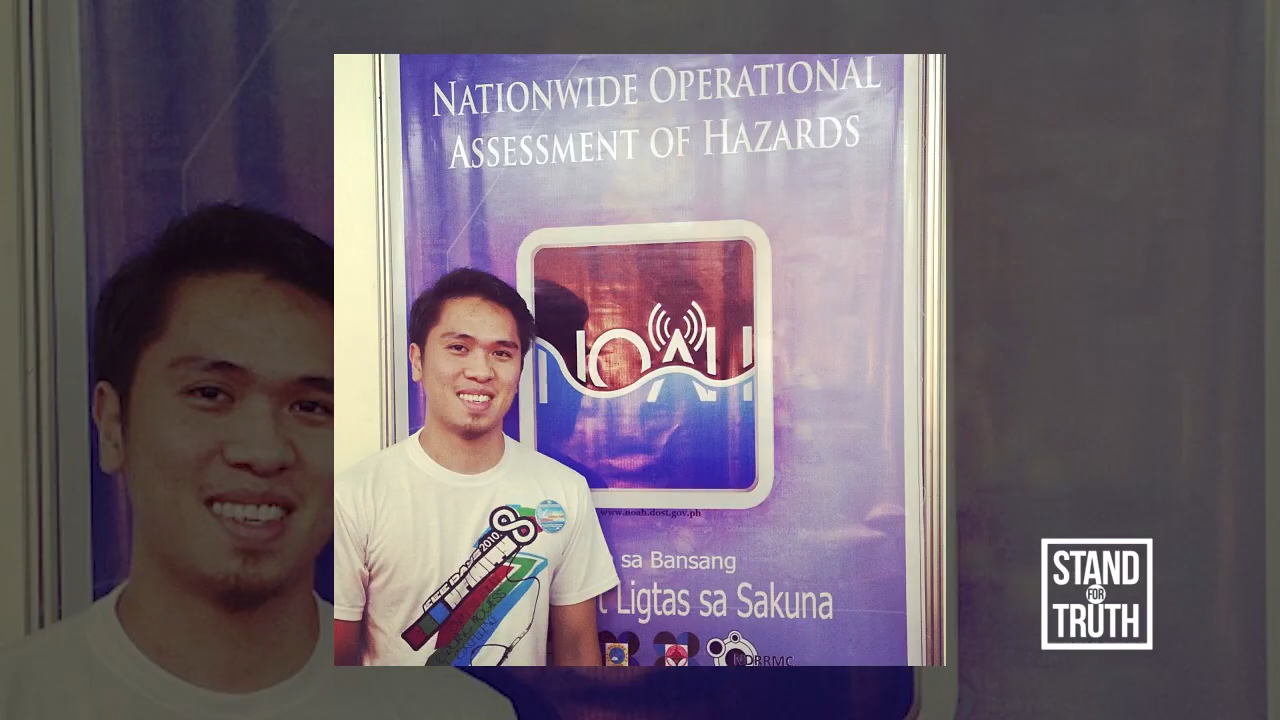 NATIONWIDE OPERATIONAL
ASSESSMENT OF HAZARDS
NOAH
www.noah.dost.gov.ph
sa Bansang
t Ligtas sa Sakuna
NDRRMC
2010
STAND
FOR
TRUTH